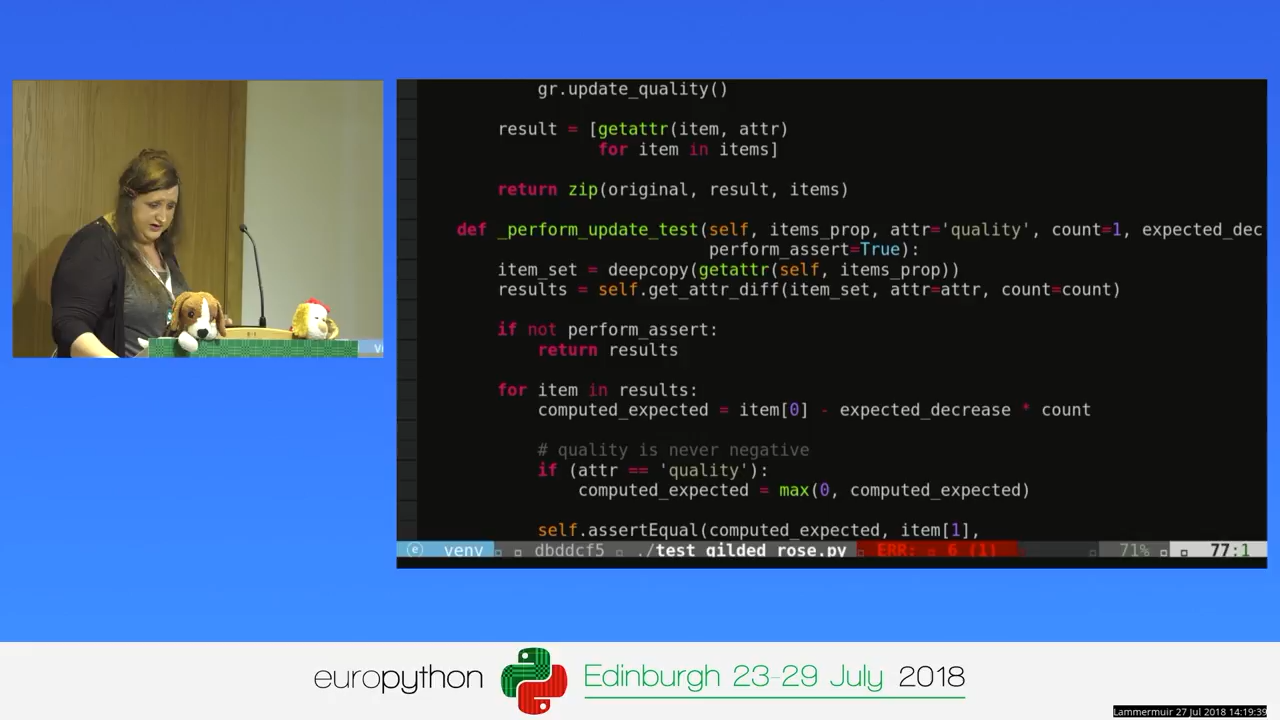 gr.update_quality()
result = [getattr(item, attr)
for item in items]
return zip(original, result, items)
def _perform_update_test(self, items_prop, attr='quality', count=1, expected_dec
perform_assert=True):
item_set = deepcopy(getattr(self, items_prop))
results = self.get_attr_diff(item_set, attr=attr, count=count)
if not perform_assert:
return results
for item in results:
computed_expected = item[0] - expected_decrease * count
# quality is never negative
if (attr == 'quality'):
computed_expected = max(0, computed_expected)
self.assertEqual(computed_expected, item[1],
venv dbddcf5 ./test_gilded_rose.py ERR: 6 (1) 71% 77:1
europython Edinburgh 23-29 July 2018
Lammermuir 27 Jul 2018 14:19:39